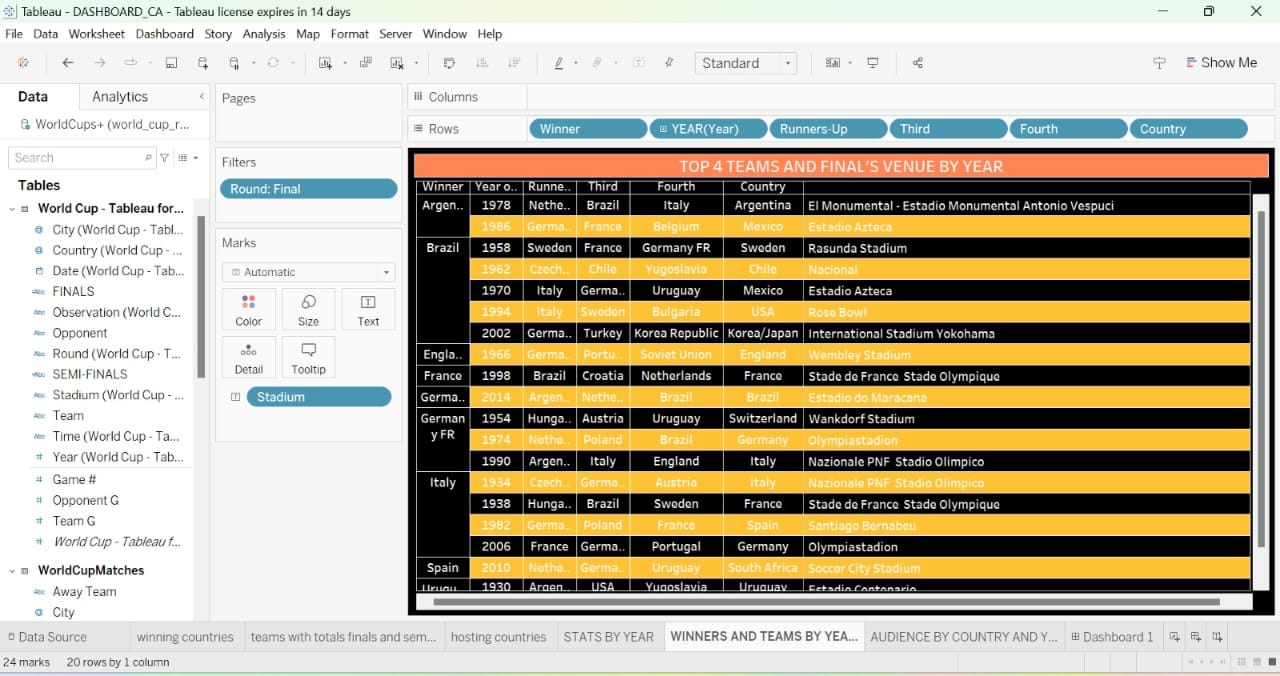 Tableau - DASHBOARD_CA - Tableau license expires in 14 days
File Data Worksheet Dashboard Story Analysis Map Format Server Window Help
Standard
Show Me
Data Analytics
WorldCups+ (world_cup_r...
Search
Tables
World Cup - Tableau for...
City (World Cup - Tabl...
Country (World Cup - ...
Date (World Cup - Tab...
FINALS
Observation (World C...
Opponent
Round (World Cup - T...
SEMI-FINALS
Stadium (World Cup - ...
Team
Time (World Cup - Ta...
Year (World Cup - Tab...
Game #
Opponent G
Team G
World Cup - Tableau f...
WorldCupMatches
Away Team
City
Pages
Filters
Round: Final
Marks
Automatic
Color Size Text
Detail Tooltip
Stadium
Columns
Rows Winner YEAR(Year) Runners-Up Third Fourth Country
TOP 4 TEAMS AND FINAL'S VENUE BY YEAR
Winner Year o.. Runne.. Third Fourth Country
Argen.. 1978 Nethe.. Brazil Italy Argentina El Monumental - Estadio Monumental Antonio Vespuci
1986 Germa.. France Belgium Mexico Estadio Azteca
Brazil 1958 Sweden France Germany FR Sweden Rasunda Stadium
1962 Czech.. Chile Yugoslavia Chile Nacional
1970 Italy Germa.. Uruguay Mexico Estadio Azteca
1994 Italy Sweden Bulgaria USA Rose Bowl
2002 Germa.. Turkey Korea Republic Korea/Japan International Stadium Yokohama
Engla.. 1966 Germa.. Portu.. Soviet Union England Wembley Stadium
France 1998 Brazil Croatia Netherlands France Stade de France Stade Olympique
Germa.. 2014 Argen.. Nethe.. Brazil Brazil Estadio do Maracana
German 1954 Hunga.. Austria Uruguay Switzerland Wankdorf Stadium
y FR 1974 Nethe.. Poland Brazil Germany Olympiastadion
1990 Argen.. Italy England Italy Nazionale PNF Stadio Olimpico
Italy 1934 Czech.. Germa.. Austria Italy Nazionale PNF Stadio Olimpico
1938 Hunga.. Brazil Sweden France Stade de France Stade Olympique
1982 Germa.. Poland France Spain Santiago Bernabeu
2006 France Germa.. Portugal Germany Olympiastadion
Spain 2010 Nethe.. Germa.. Uruguay South Africa Soccer City Stadium
Urugu.. 1930 Argen.. USA Yugoslavia Uruguay Estadio Centenario
Data Source winning countries teams with totals finals and sem... hosting countries STATS BY YEAR WINNERS AND TEAMS BY YEA... AUDIENCE BY COUNTRY AND Y... Dashboard 1
24 marks 20 rows by 1 column